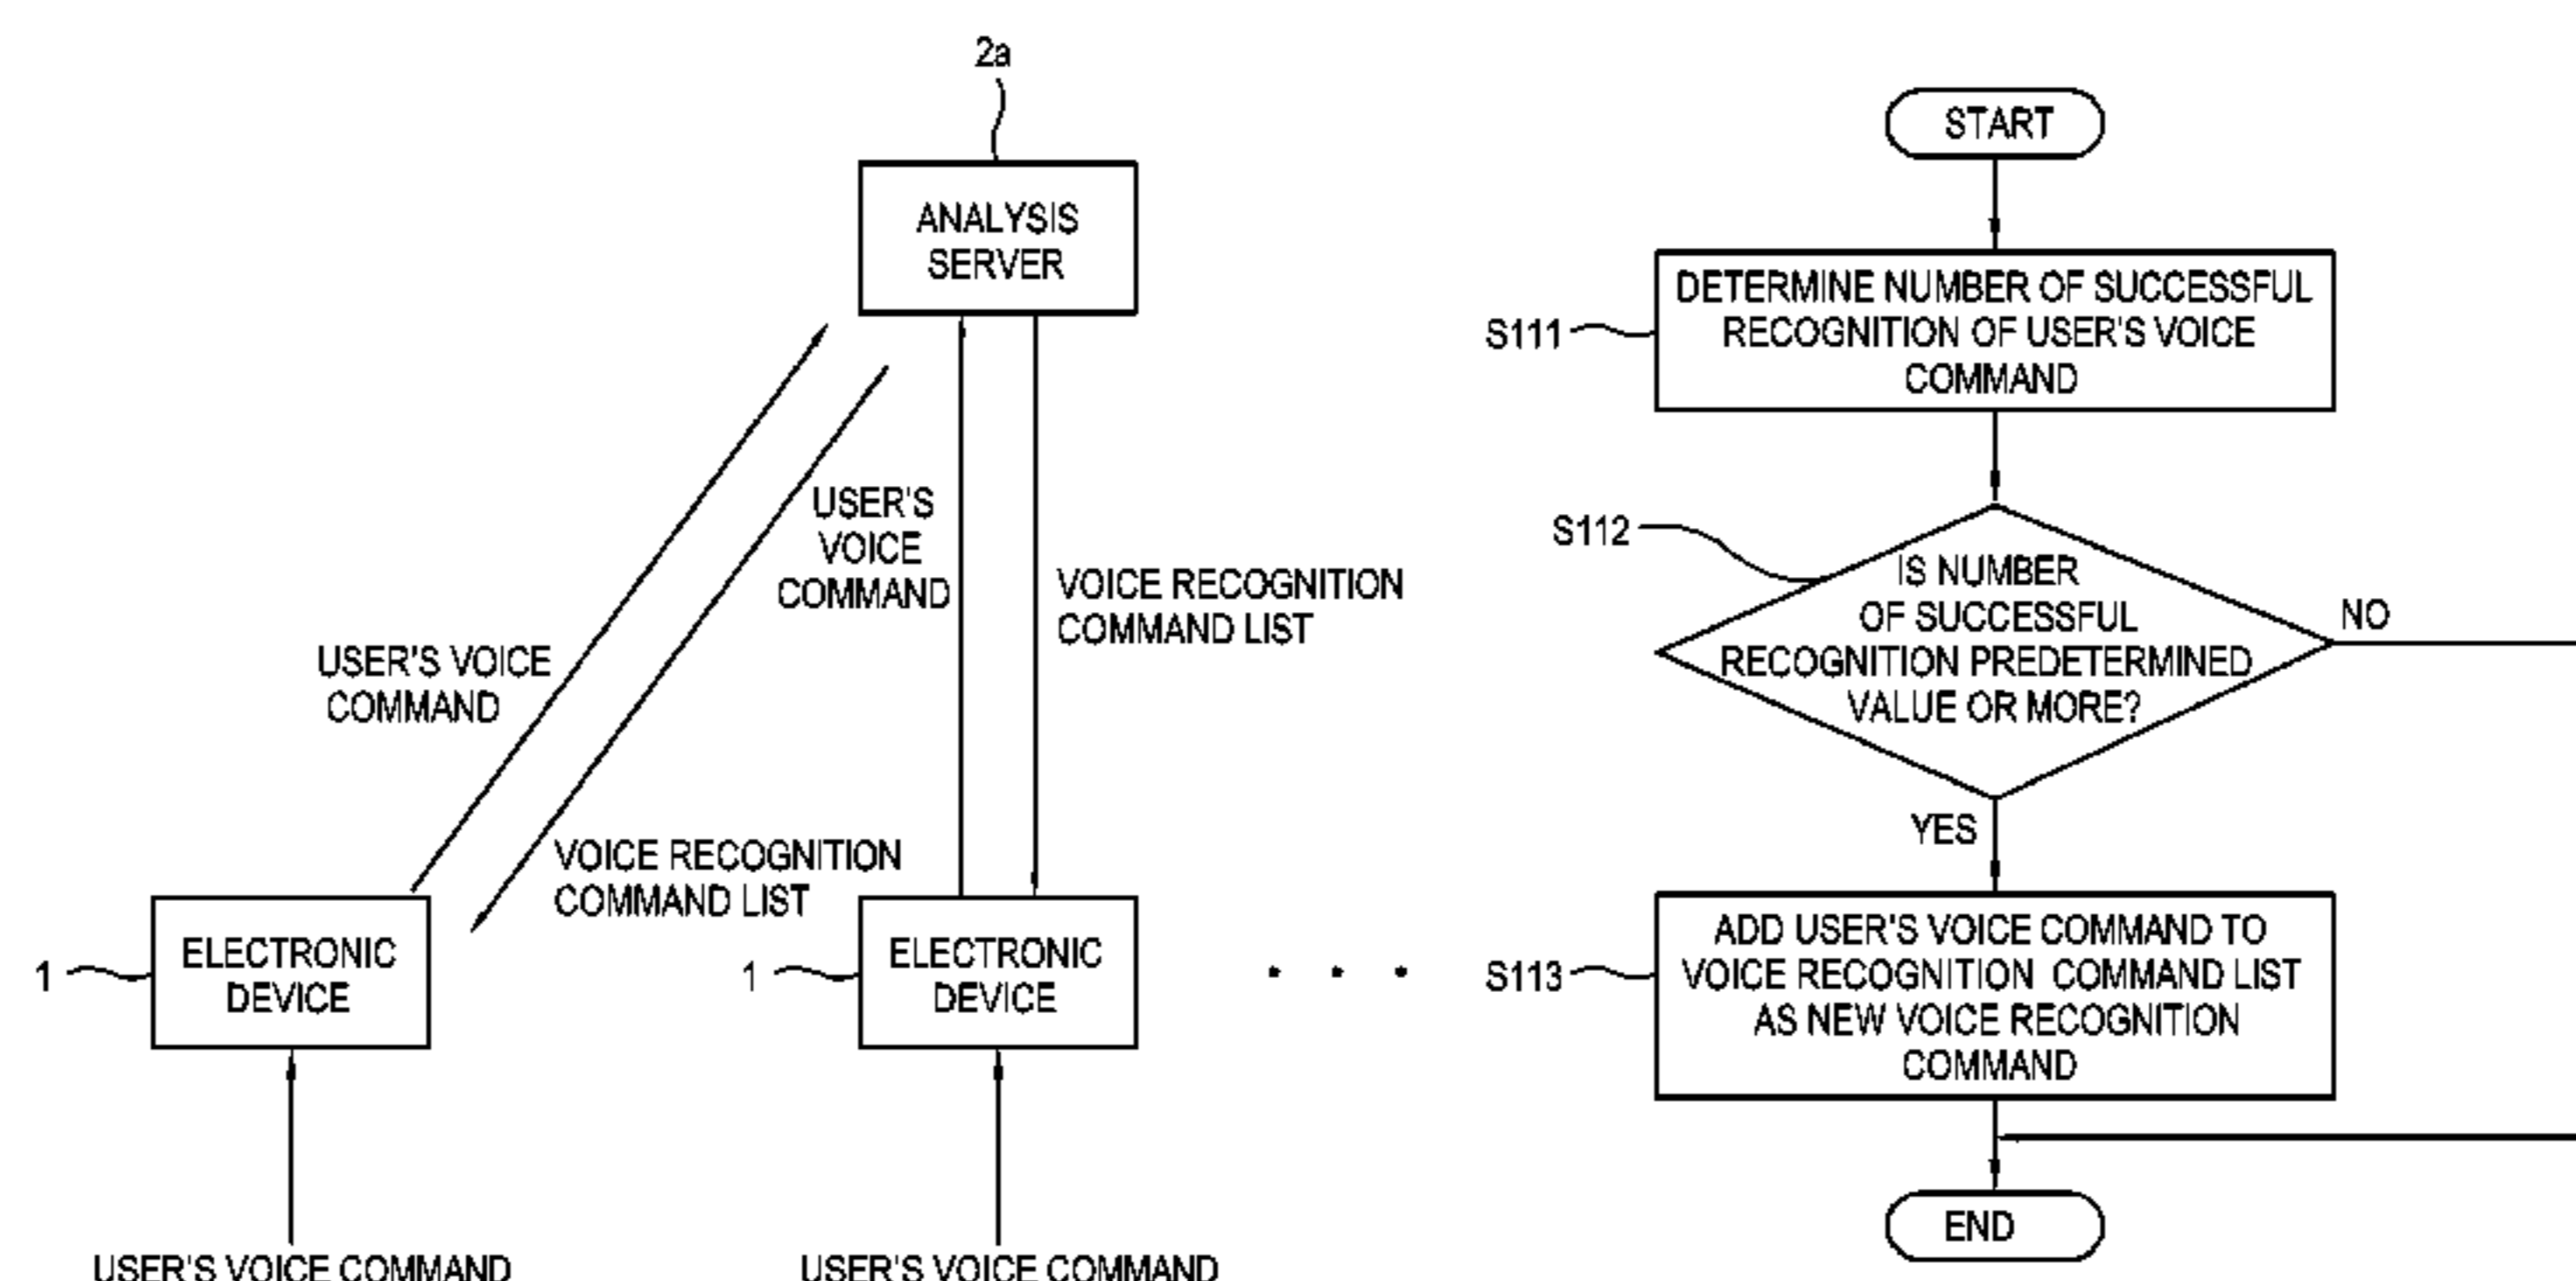 2a
ANALYSIS
SERVER
USER'S
VOICE
COMMAND
VOICE RECOGNITION
COMMAND LIST
USER'S VOICE
COMMAND
VOICE RECOGNITION
COMMAND LIST
1
ELECTRONIC
DEVICE
1
ELECTRONIC
DEVICE
. . .
USER'S VOICE COMMAND
USER'S VOICE COMMAND
START
S111
DETERMINE NUMBER OF SUCCESSFUL
RECOGNITION OF USER'S VOICE
COMMAND
S112
IS NUMBER
OF SUCCESSFUL
RECOGNITION PREDETERMINED
VALUE OR MORE?
NO
YES
S113
ADD USER'S VOICE COMMAND TO
VOICE RECOGNITION COMMAND LIST
AS NEW VOICE RECOGNITION
COMMAND
END